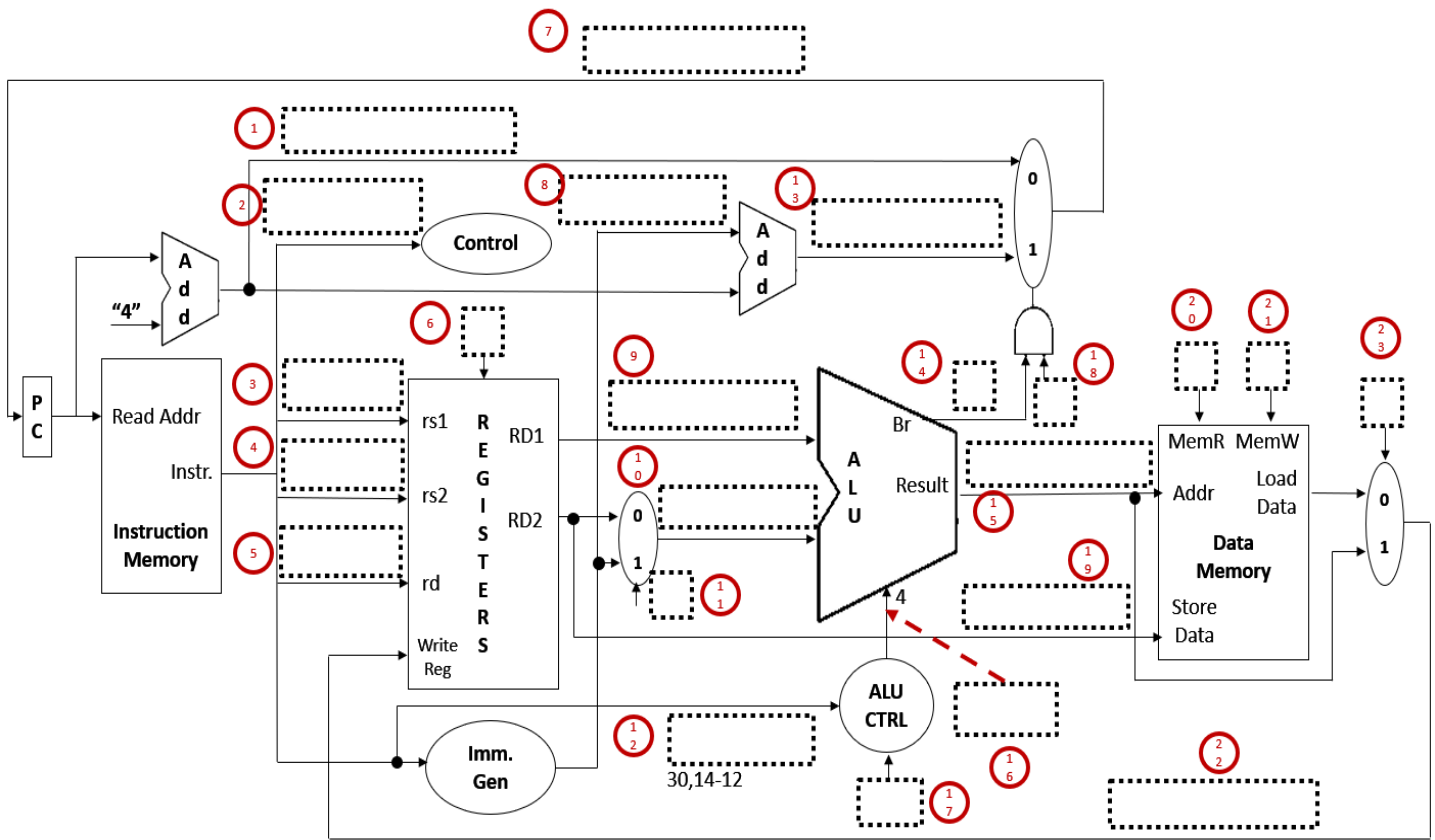 7
1
2
8
1
3
A
d
d
"4"
Control
A
d
d
0
1
6
2
0
2
1
2
3
P
C
Read Addr
Instr.
Instruction
Memory
3
4
5
rs1
rs2
rd
Write
Reg
R
E
G
I
S
T
E
R
S
RD1
RD2
9
1
0
0
1
1
1
1
4
1
8
Br
A
L
U
Result
4
1
5
1
9
MemR MemW
Addr
Load
Data
Data
Memory
Store
Data
0
1
Imm.
Gen
1
2
30,14-12
ALU
CTRL
1
7
1
6
2
2